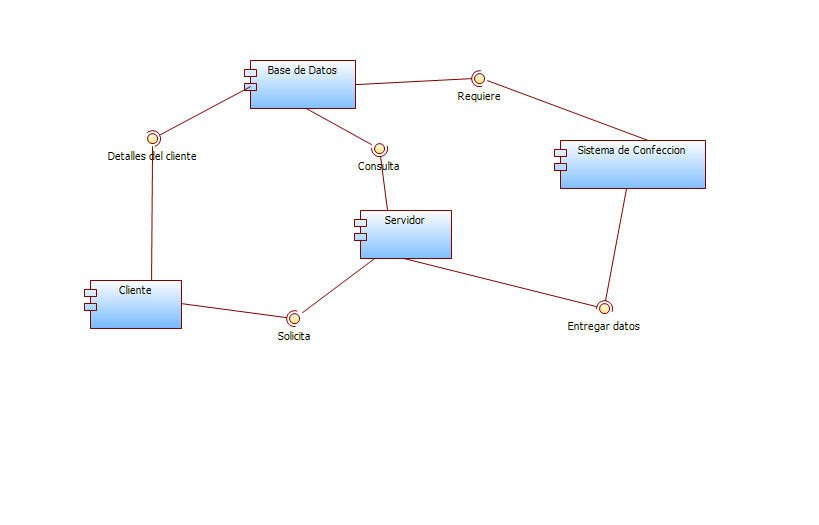 Base de Datos
Requiere
Detalles del cliente
Consulta
Sistema de Confeccion
Servidor
Cliente
Solicita
Entregar datos